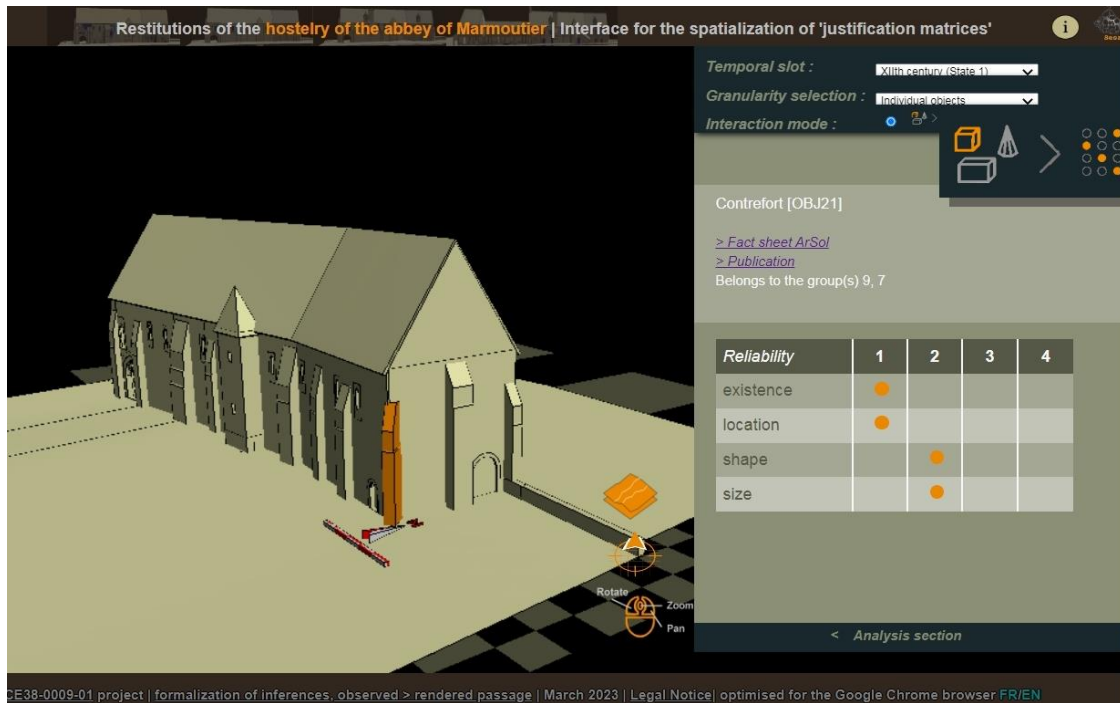 Restitutions of the hostelry of the abbey of Marmoutier | Interface for the spatialization of 'justification matrices'
i
Temporal slot :
XIIth century (State 1)
Granularity selection :
Individual objects
Interaction mode :
Contrefort [OBJ21]
> Fact sheet ArSol
> Publication
Belongs to the group(s) 9, 7
Reliability 1 2 3 4
existence
location
shape
size
Rotate
Zoom
Pan
< Analysis section
CE38-0009-01 project | formalization of inferences, observed > rendered passage | March 2023 | Legal Notice| optimised for the Google Chrome browser FR/EN